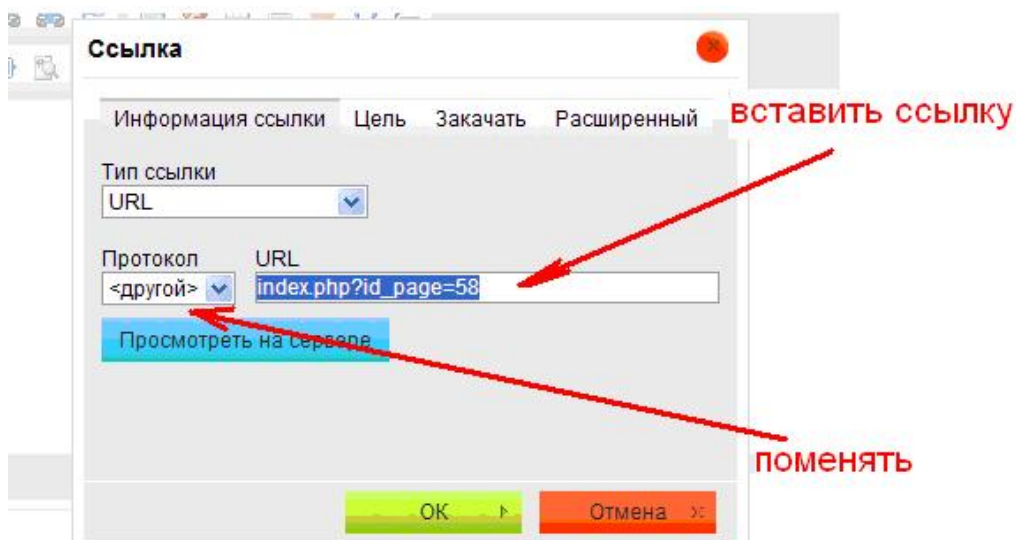 Ссылка
Информация ссылки Цель Закачать Расширенный
вставить ссылку
Тип ссылки
URL
Протокол URL
<другой> index.php?id_page=58
Просмотреть на сервере
поменять
ОК Отмена